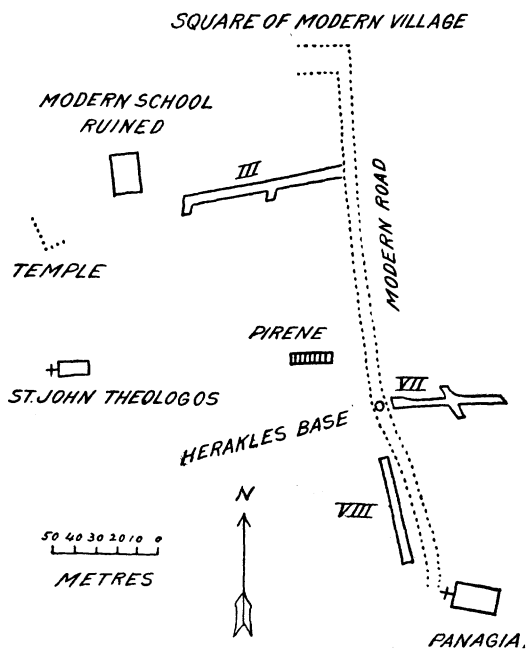 SQUARE OF MODERN VILLAGE
MODERN SCHOOL
RUINED
III
MODERN ROAD
TEMPLE
PIRENE
ST. JOHN THEOLOGOS
VII
HERAKLES BASE
VIII
N
50 40 30 20 10 0
METRES
PANAGIA.